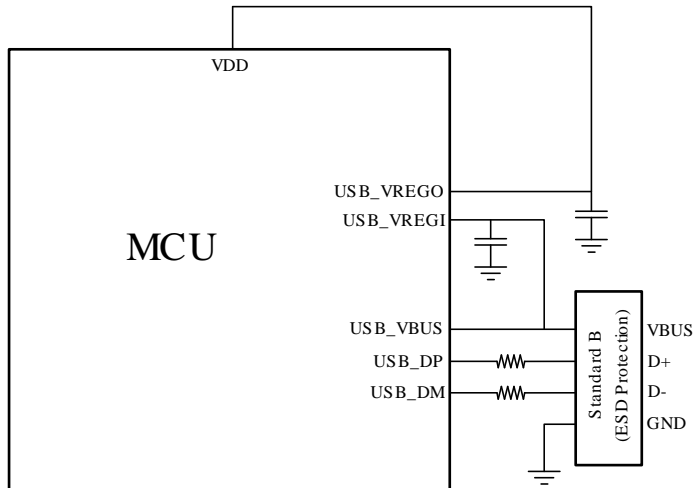 VDD
USB_VREGO
USB_VREGI
MCU
USB_VBUS
USB_DP
USB_DM
Standard B
(ESD Protection)
VBUS
D+
D-
GND